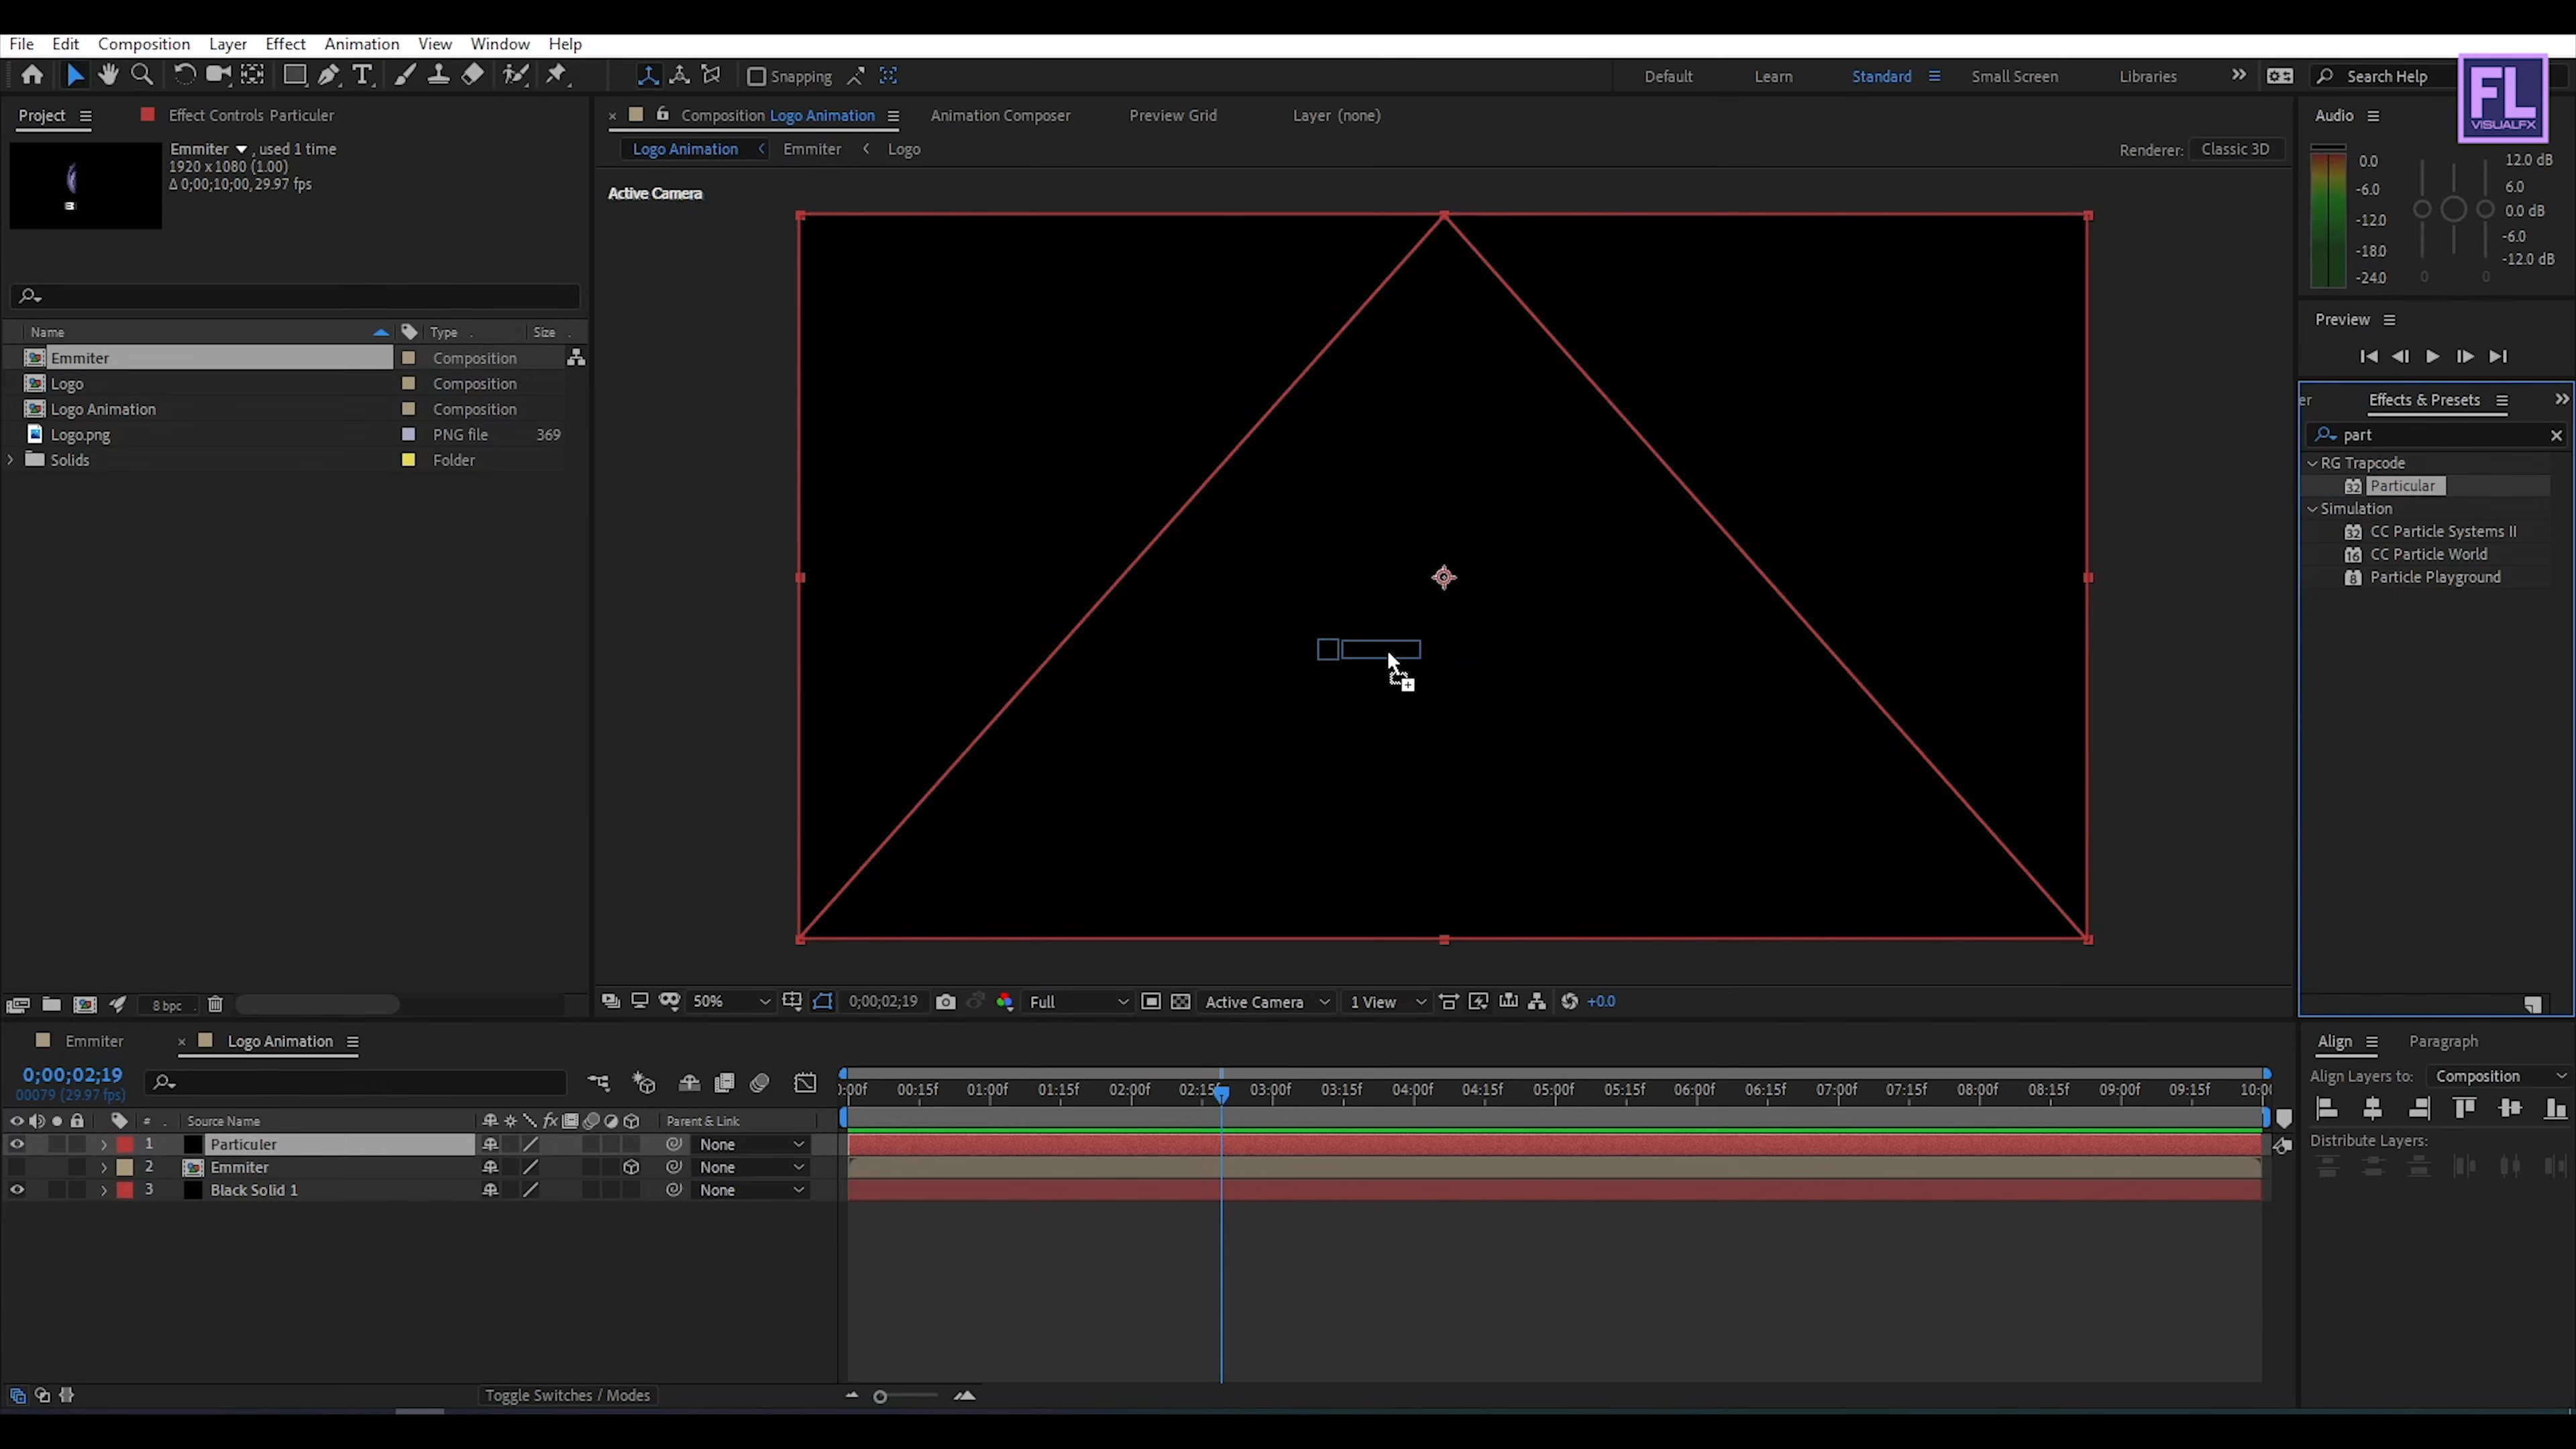 File Edit Composition Layer Effect Animation View Window Help
Snapping Default Learn Standard Small Screen Libraries Search Help
FL
VISUALFX
Project Effect Controls Particuler
Emmiter , used 1 time
1920 x 1080 (1.00)
Δ 0;00;10;00, 29.97 fps
Name Type Size
Emmiter Composition
Logo Composition
Logo Animation Composition
Logo.png PNG file 369
Solids Folder
8 bpc
Composition Logo Animation Animation Composer Preview Grid Layer (none)
Logo Animation Emmiter Logo Renderer: Classic 3D
Active Camera
50% 0;00;02;19 Full Active Camera 1 View +0.0
Audio
0.0 12.0 dB
-6.0 6.0
-12.0 0.0 dB
-18.0 -6.0
-24.0 -12.0 dB
0 0
Preview
er Effects & Presets
part
RG Trapcode
32 Particular
Simulation
32 CC Particle Systems II
16 CC Particle World
8 Particle Playground
Emmiter Logo Animation
0;00;02;19
00079 (29.97 fps)
:00f 00:15f 01:00f 01:15f 02:00f 02:15f 03:00f 03:15f 04:00f 04:15f 05:00f 05:15f 06:00f 06:15f 07:00f 07:15f 08:00f 08:15f 09:00f 09:15f 10:0
# Source Name fx Parent & Link
1 Particuler None
2 Emmiter None
3 Black Solid 1 None
Toggle Switches / Modes
Align Paragraph
Align Layers to: Composition
Distribute Layers: